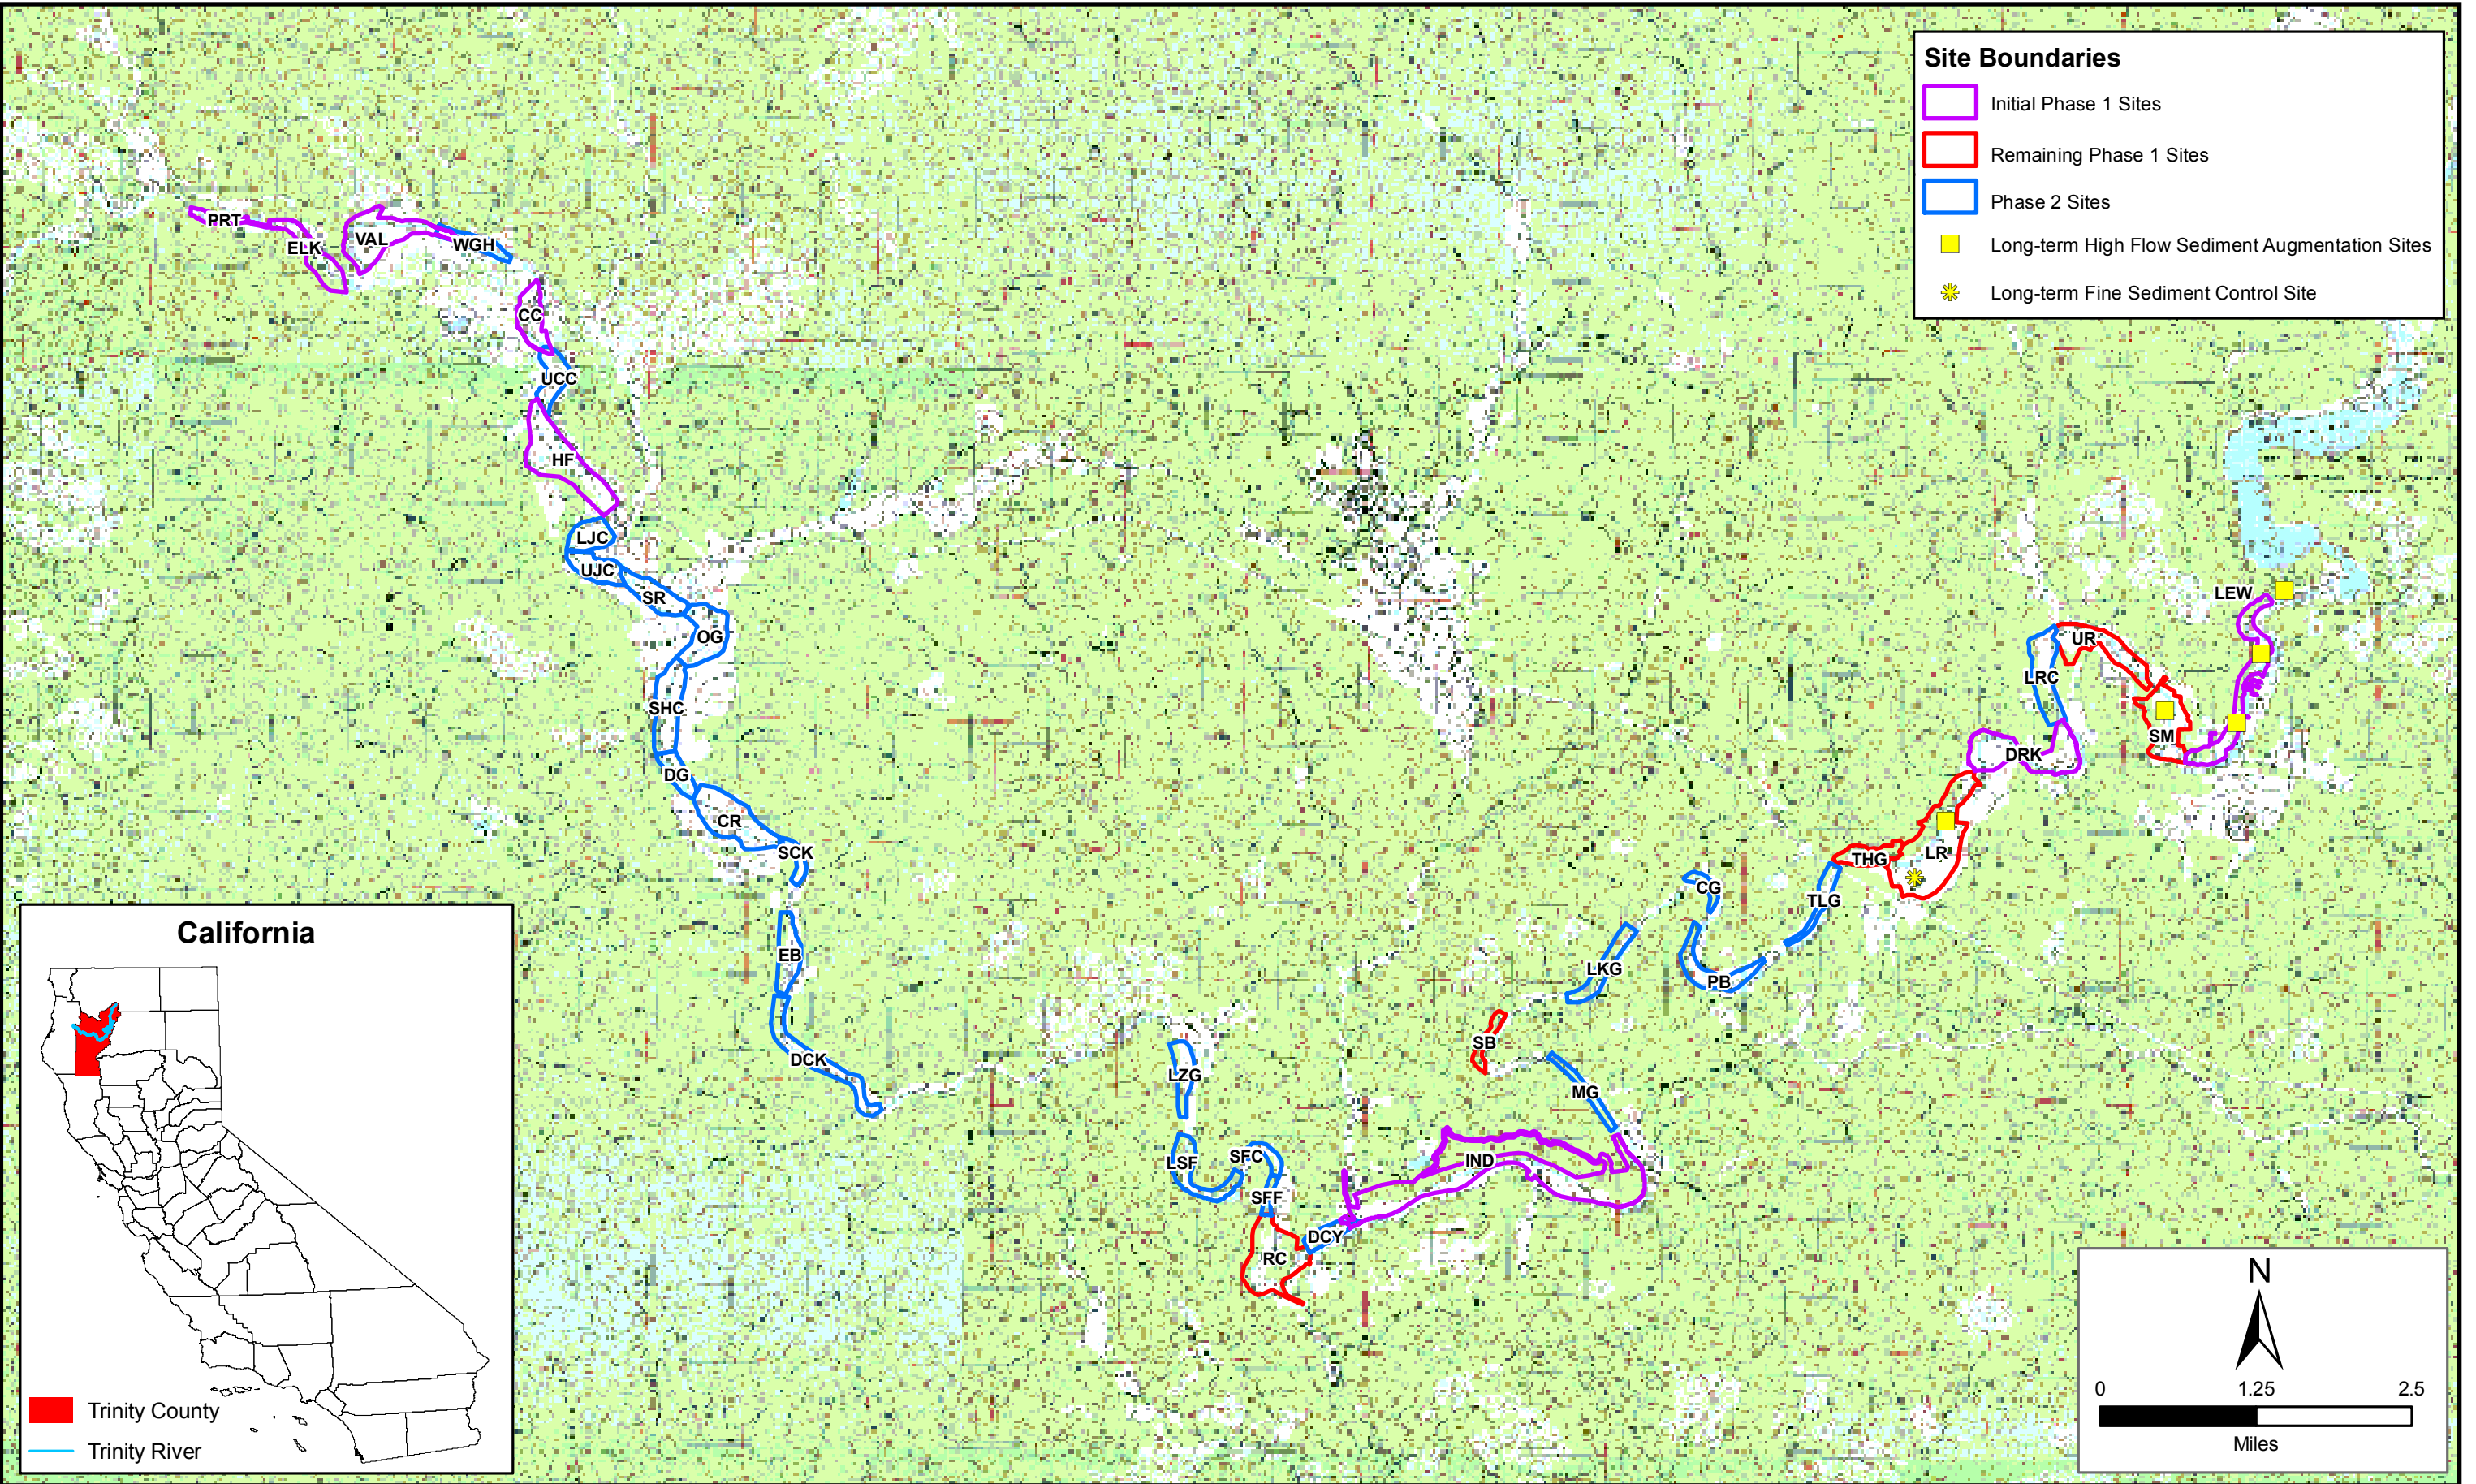 Site Boundaries
Initial Phase 1 Sites
Remaining Phase 1 Sites
Phase 2 Sites
Long-term High Flow Sediment Augmentation Sites
Long-term Fine Sediment Control Site
PRT
ELK
VAL
WGH
CC
UCC
HF
LJC
UJC
SR
OG
SHC
DG
CR
SCK
EB
DCK
LZG
LSF
SFC
SFF
RC
DCY
IND
MG
SB
LKG
CG
PB
TLG
THG
LR
DRK
LRC
UR
SM
LEW
California
Trinity County
Trinity River
N
0 1.25 2.5
Miles